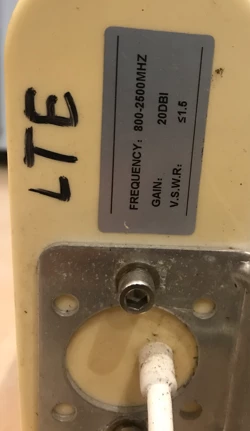 LTE
FREQUENCY: 800-2500MHZ
GAIN: 20DBI
V.S.W.R: ≤1.5